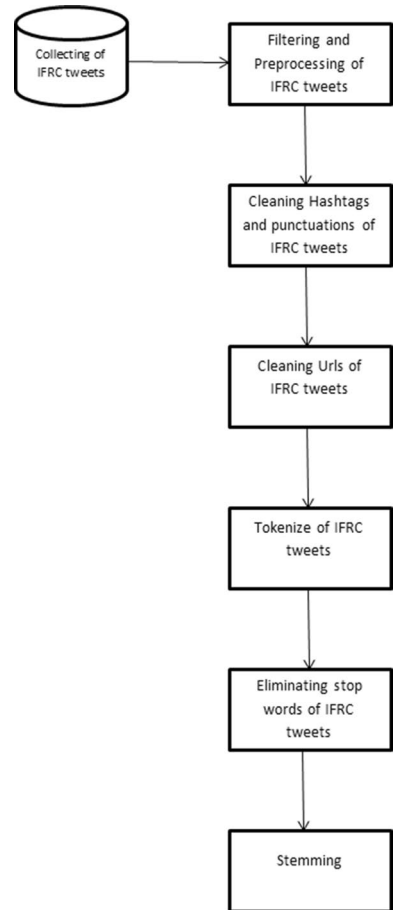 Collecting of
IFRC tweets
Filtering and
Preprocessing of
IFRC tweets
Cleaning Hashtags
and punctuations of
IFRC tweets
Cleaning Urls of
IFRC tweets
Tokenize of IFRC
tweets
Eliminating stop
words of IFRC
tweets
Stemming